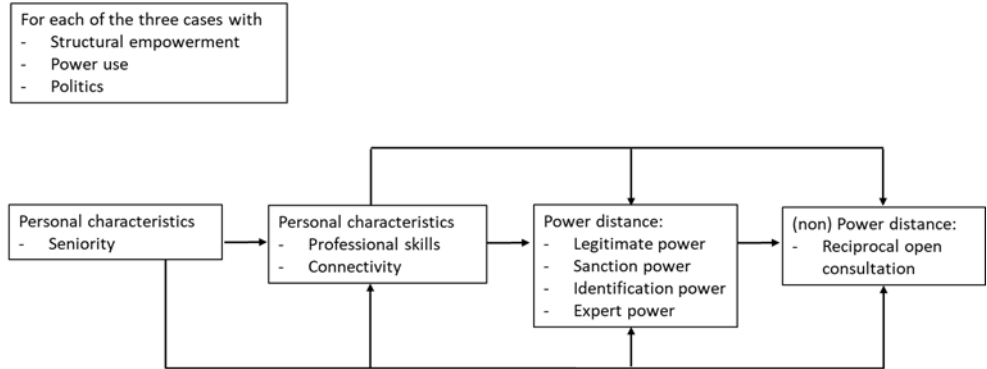 For each of the three cases with
- Structural empowerment
- Power use
- Politics
Personal characteristics
- Seniority
Personal characteristics
- Professional skills
- Connectivity
Power distance:
- Legitimate power
- Sanction power
- Identification power
- Expert power
(non) Power distance:
- Reciprocal open
consultation